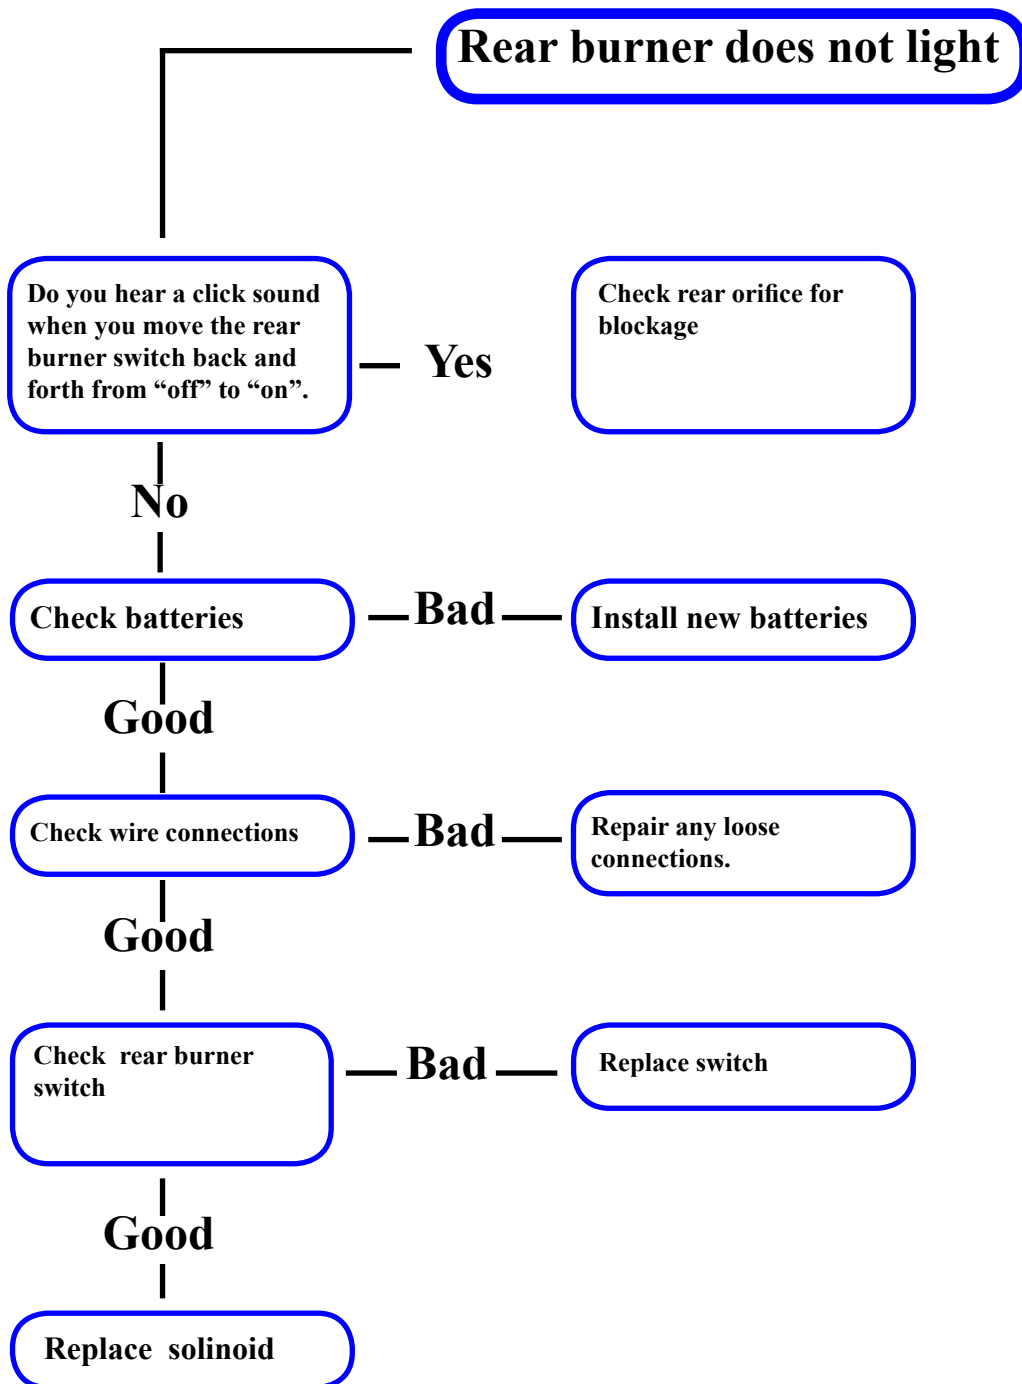 Rear burner does not light
Do you hear a click sound
when you move the rear
burner switch back and
forth from “off” to “on”.
Yes
Check rear orifice for
blockage
No
Check batteries
Bad
Install new batteries
Good
Check wire connections
Bad
Repair any loose
connections.
Good
Check  rear burner
switch
Bad
Replace switch
Good
Replace  solinoid